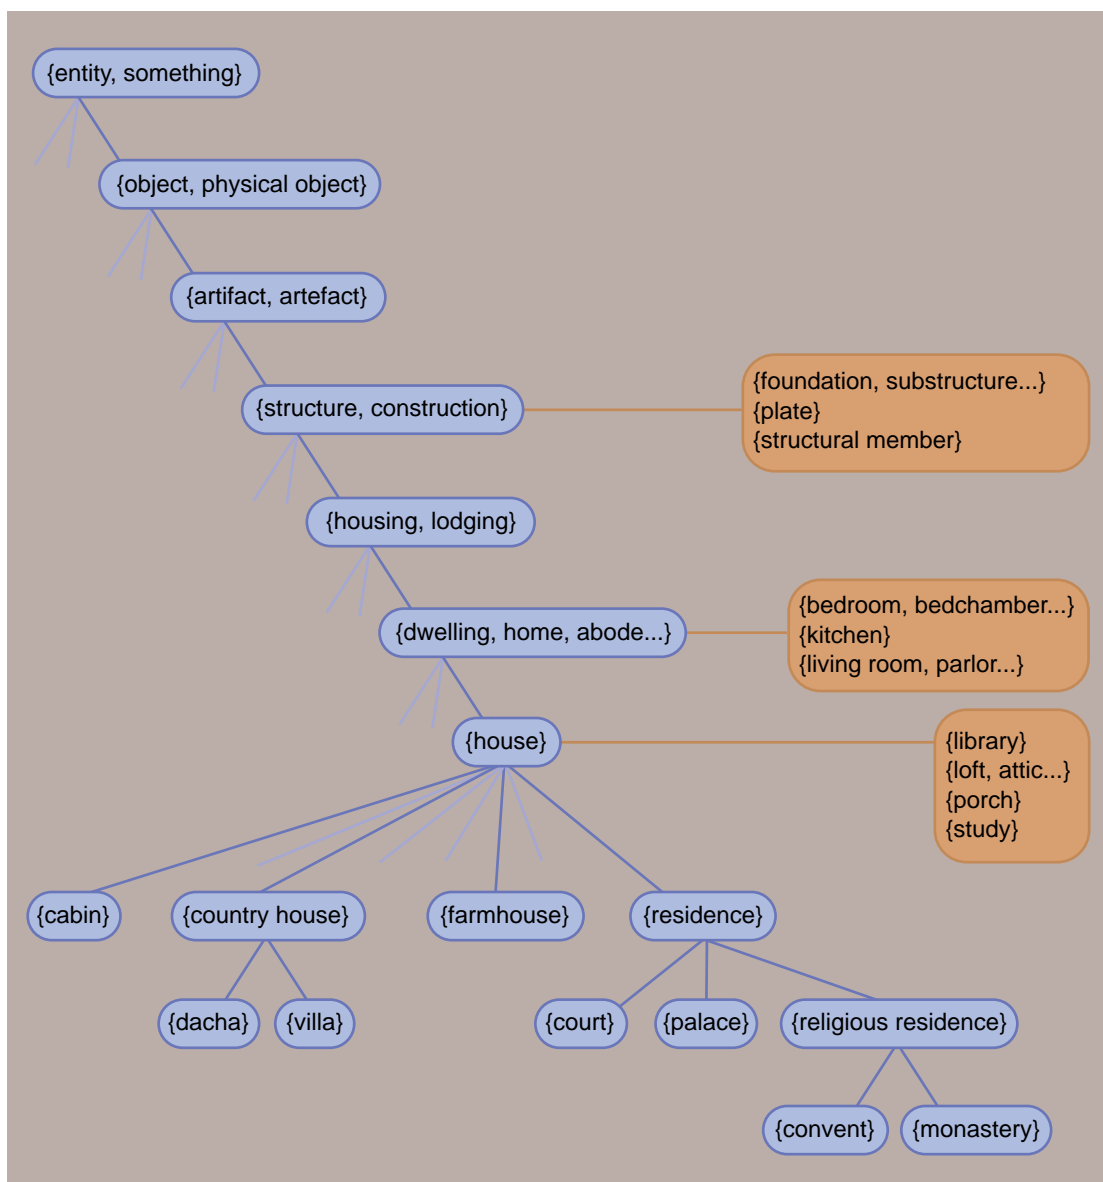 {entity, something}
{object, physical object}
{artifact, artefact}
{structure, construction}
{foundation, substructure...}
{plate}
{structural member}
{housing, lodging}
{dwelling, home, abode...}
{bedroom, bedchamber...}
{kitchen}
{living room, parlor...}
{house}
{library}
{loft, attic...}
{porch}
{study}
{cabin}
{country house}
{farmhouse}
{residence}
{dacha}
{villa}
{court}
{palace}
{religious residence}
{convent}
{monastery}